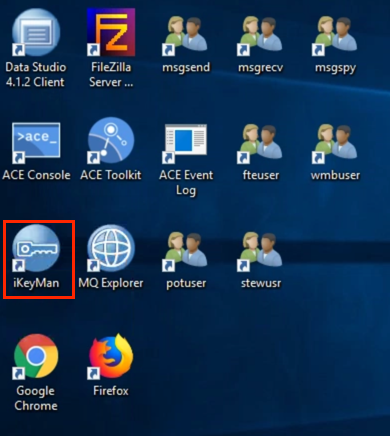 Data Studio
4.1.2 Client
FileZilla
Server ...
msgsend
msgrecv
msgspy
>ace_
ACE Console
ACE Toolkit
ACE Event
Log
fteuser
wmbuser
iKeyMan
MQ Explorer
potuser
stewusr
Google
Chrome
Firefox